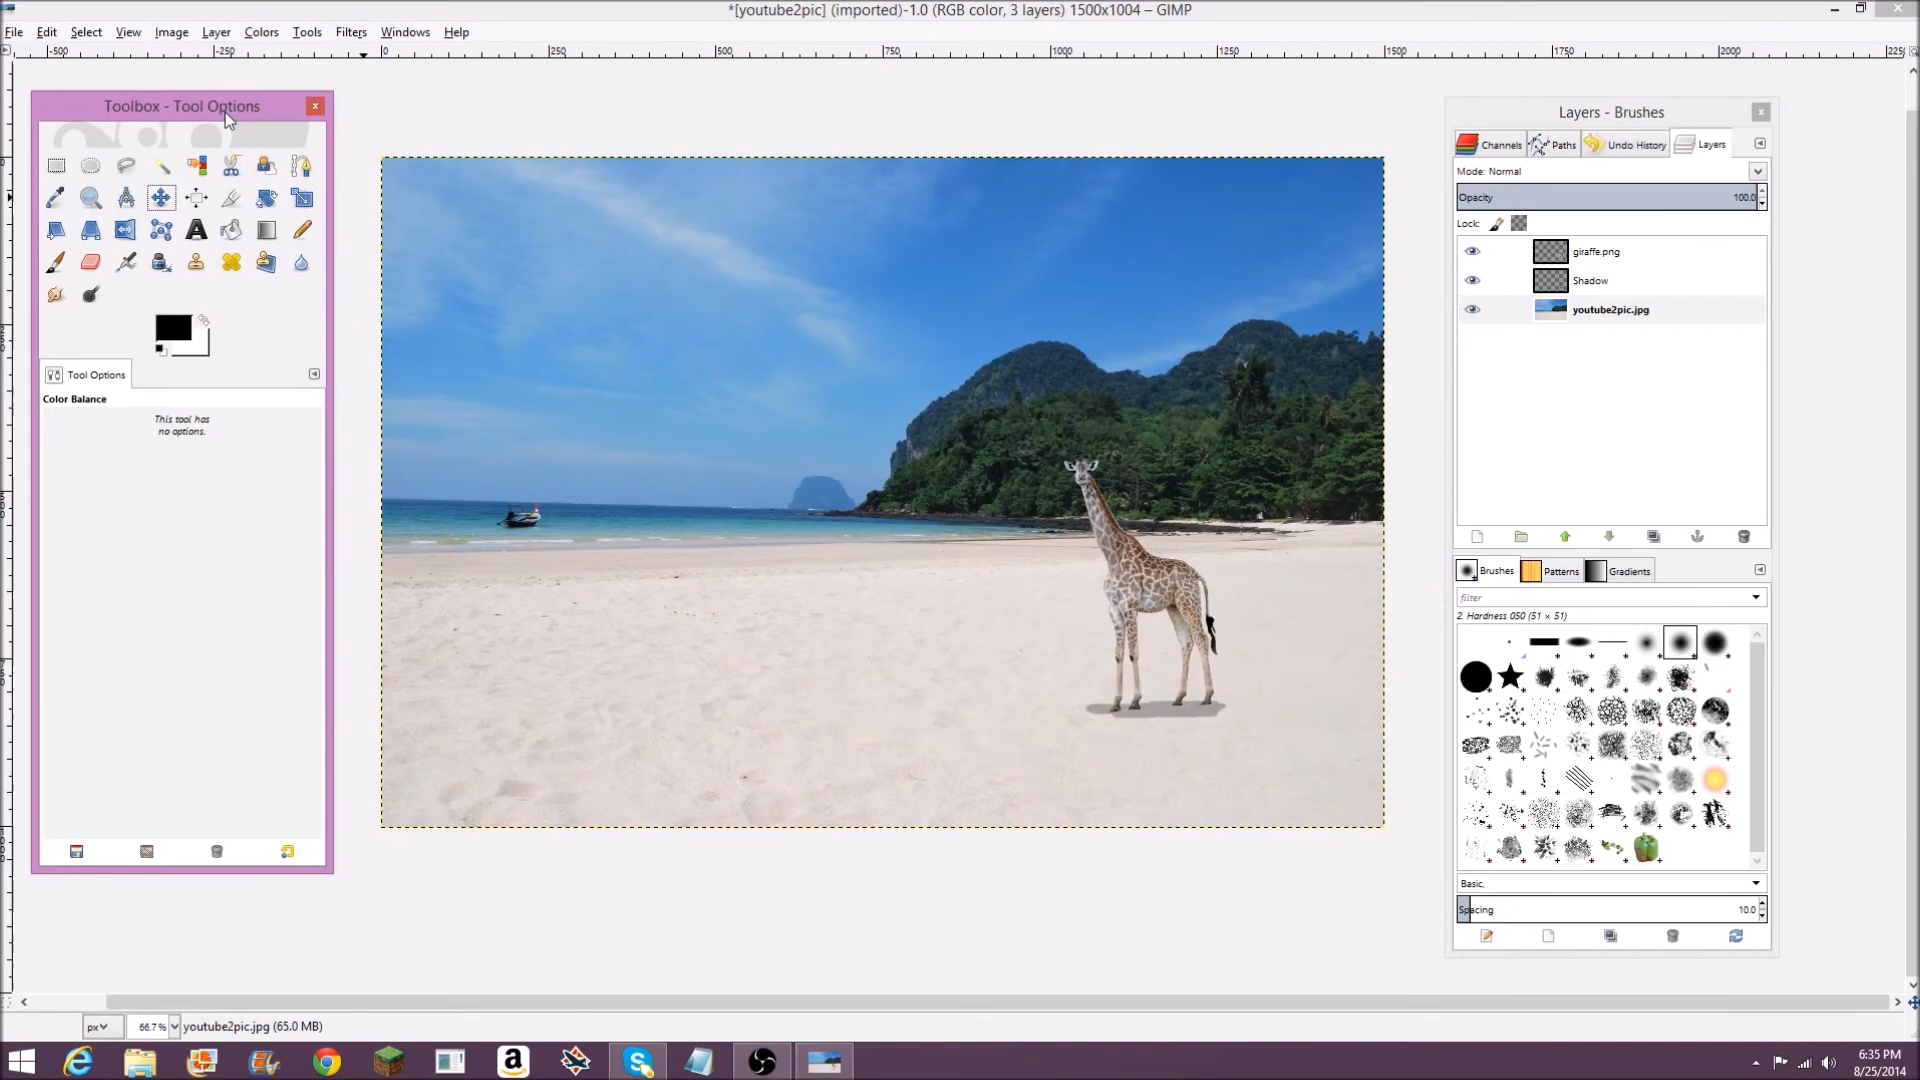 *[youtube2pic] (imported)-1.0 (RGB color, 3 layers) 1500x1004 – GIMP
File Edit Select View Image Layer Colors Tools Filters Windows Help
-500 -250 0 250 500 750 1000 1250 1500 1750 2000 225
Toolbox - Tool Options
Tool Options
Color Balance
This tool has
no options.
Layers - Brushes
Channels Paths Undo History Layers
Mode: Normal
Opacity 100.0
Lock:
giraffe.png
Shadow
youtube2pic.jpg
Brushes Patterns Gradients
filter
2. Hardness 050 (51 × 51)
Basic,
Spacing 10.0
px 66.7% youtube2pic.jpg (65.0 MB)
6:35 PM
8/25/2014